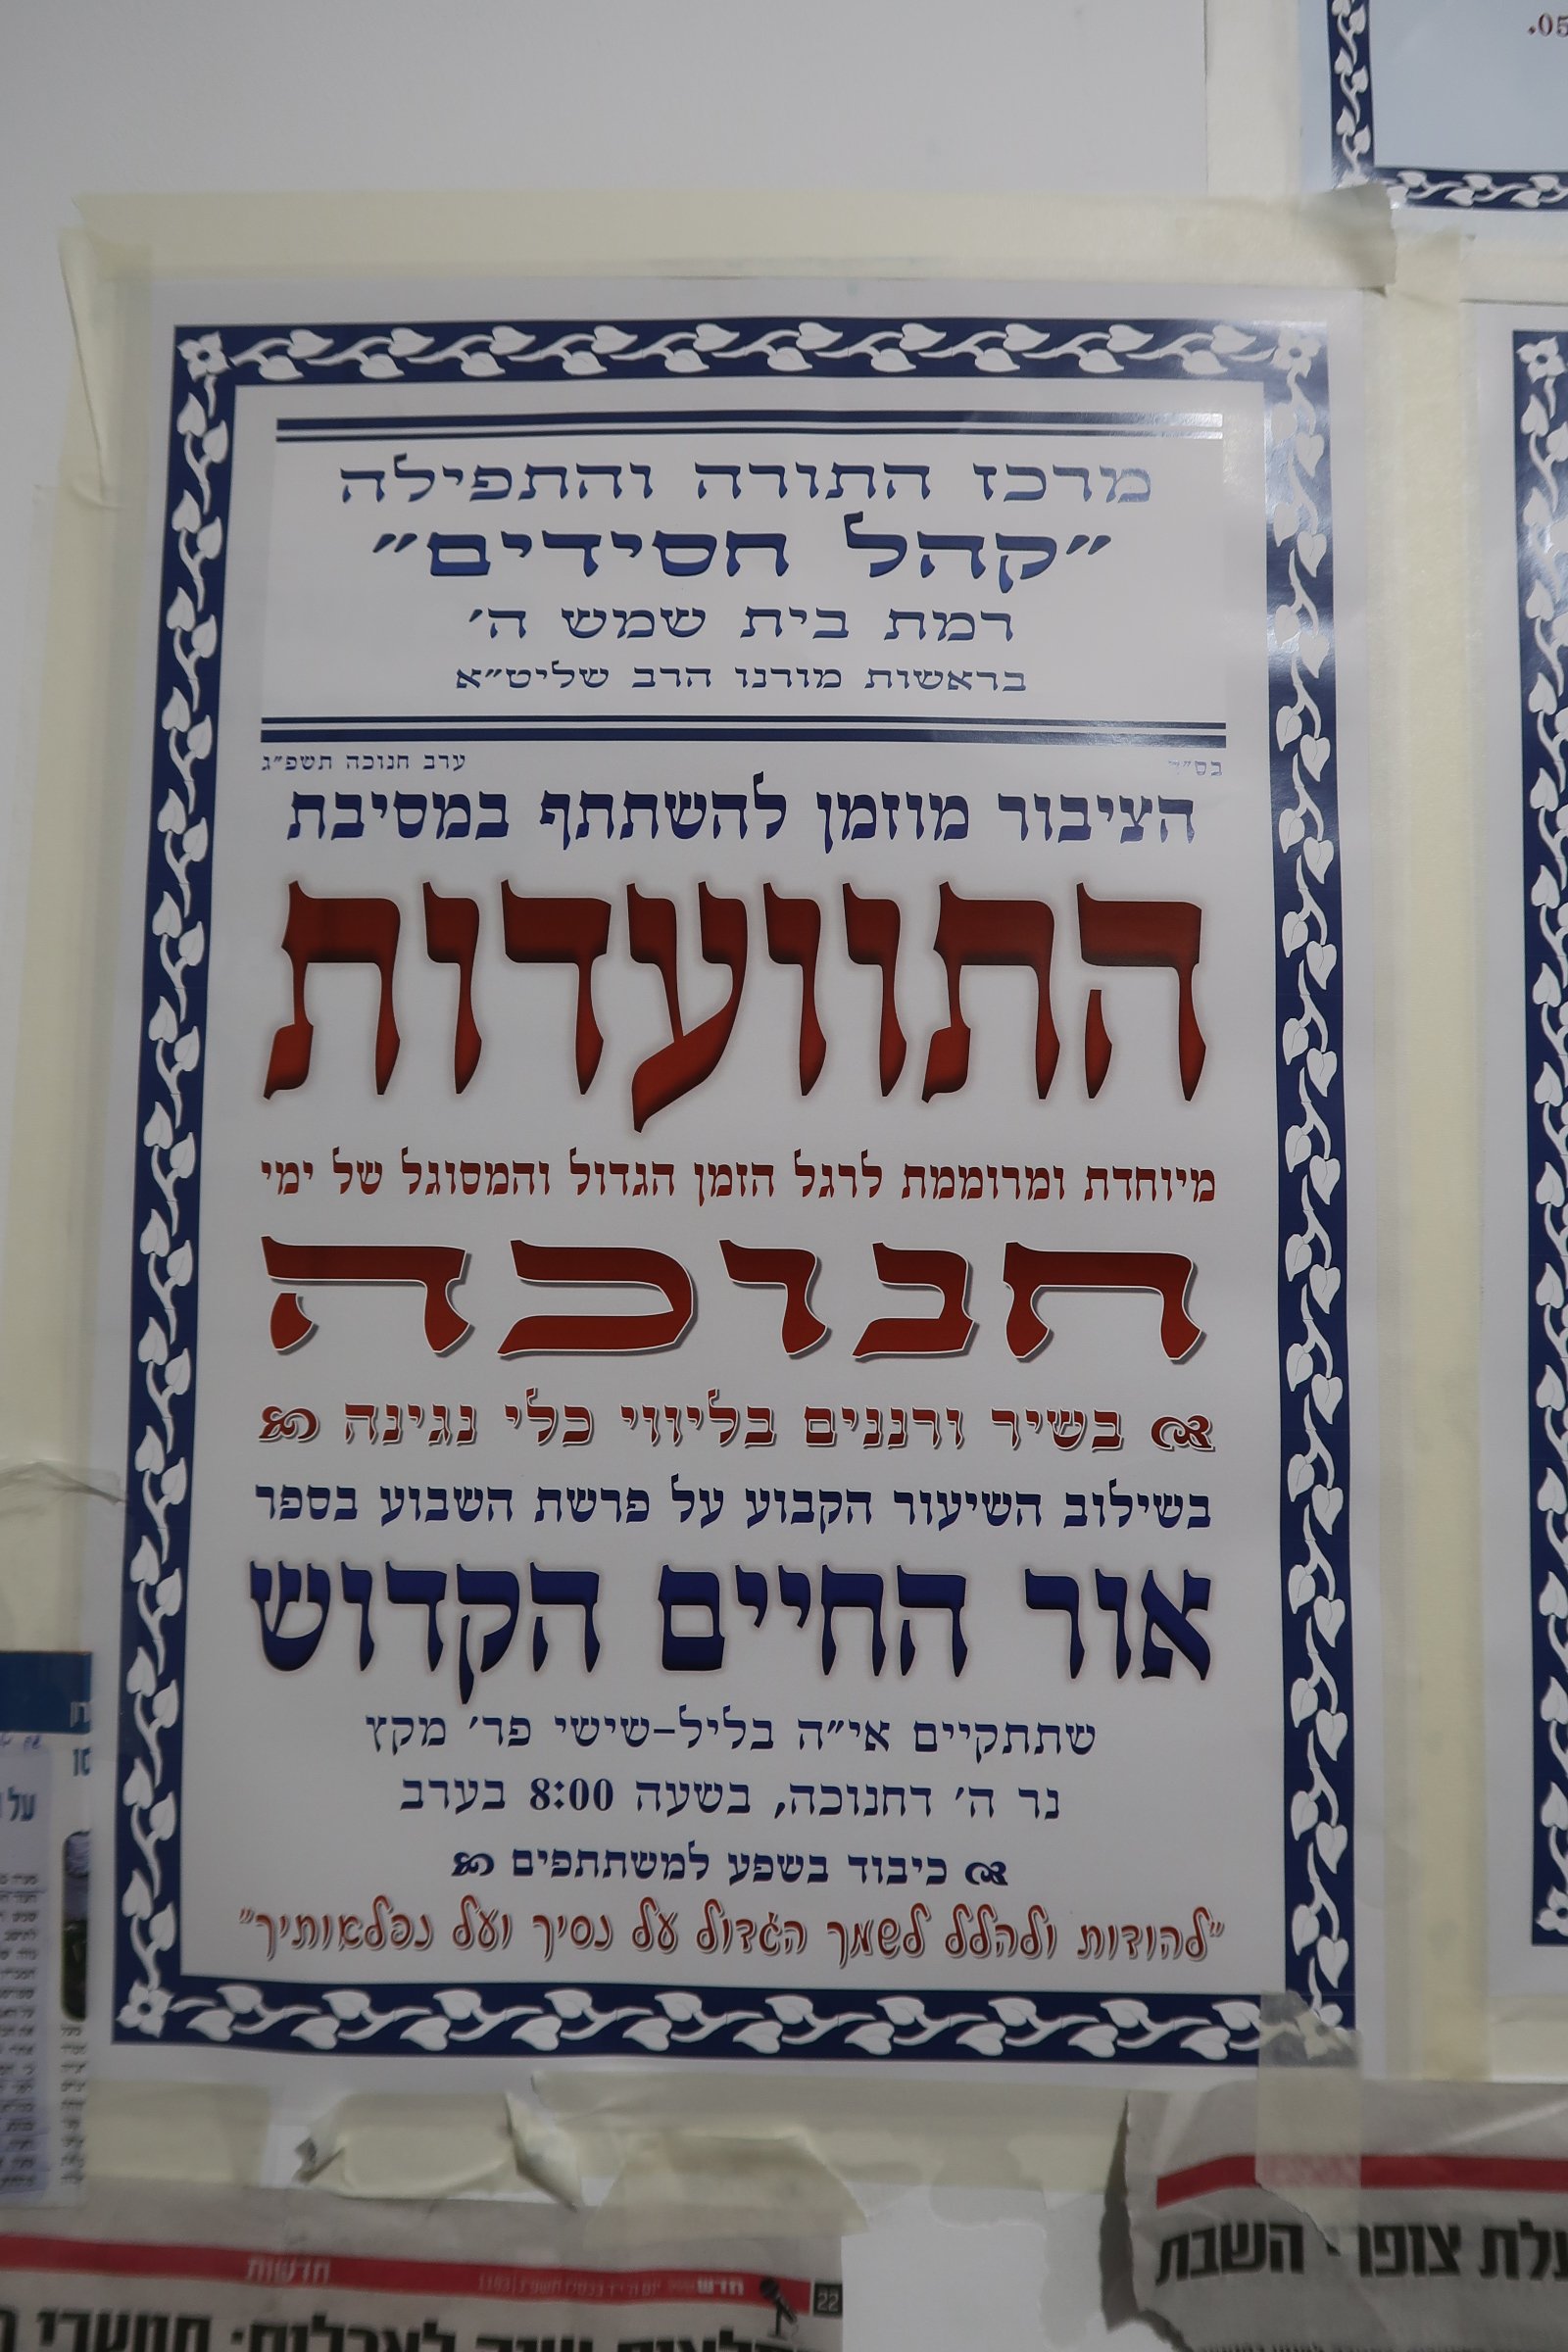 מרכז התורה והתפילה
"קהל חסידים"
רמת בית שמש ה'
בראשות מורנו הרב שליט"א
בס"ד
ערב חנוכה תשפ"ג
הציבור מוזמן להשתתף במסיבת
התוועדות
מיוחדת ומרוממת לרגל הזמן הגדול והמסוגל של ימי
חנוכה
בשיר ורננים בליווי כלי נגינה
בשילוב השיעור הקבוע על פרשת השבוע בספר
אור החיים הקדוש
שתתקיים אי"ה בליל-שישי פר' מקץ
נר ה' דחנוכה, בשעה 8:00 בערב
כיבוד בשפע למשתתפים
"להודות ולהלל לשמך הגדול על נסיך ועל נפלאותיך"
צופר השבת
חדשות
22